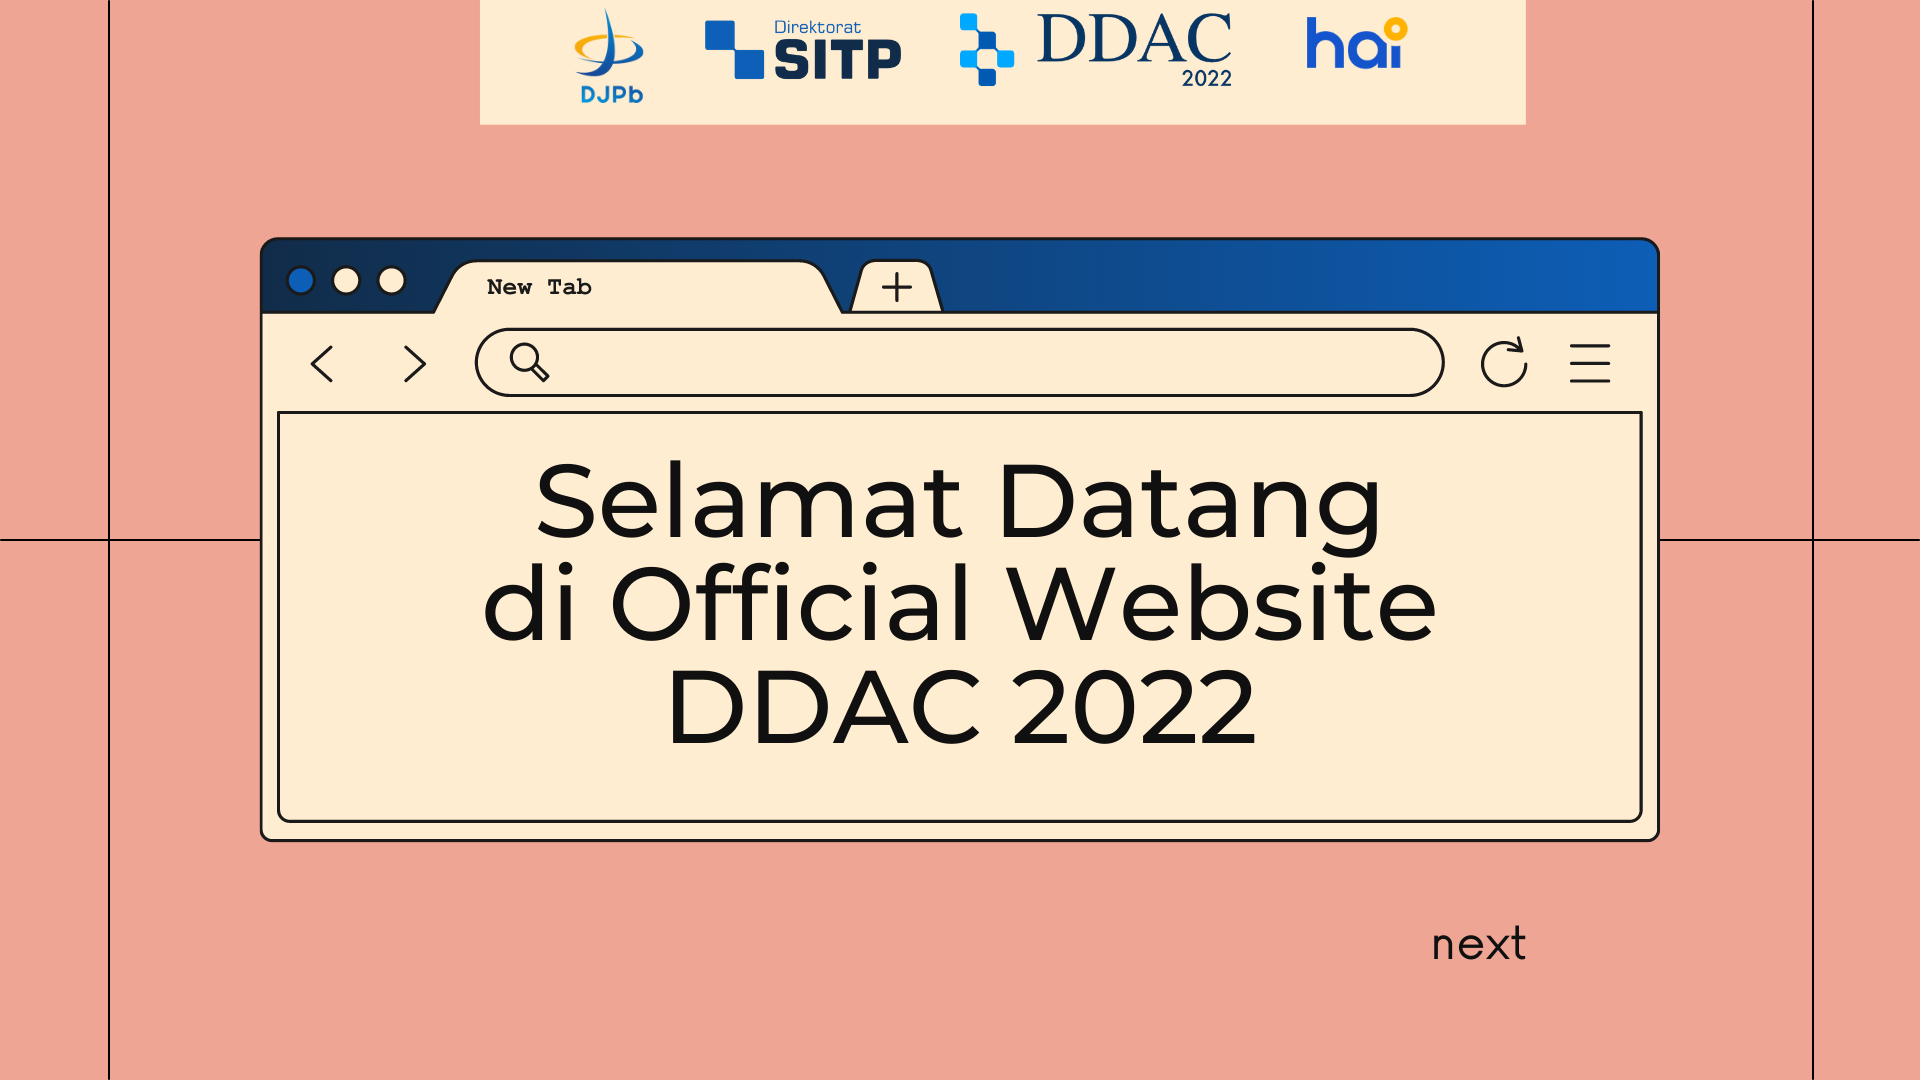 DJPb
Direktorat
SITP
DDAC
2022
hai
New Tab
Selamat Datang
di Official Website
DDAC 2022
next